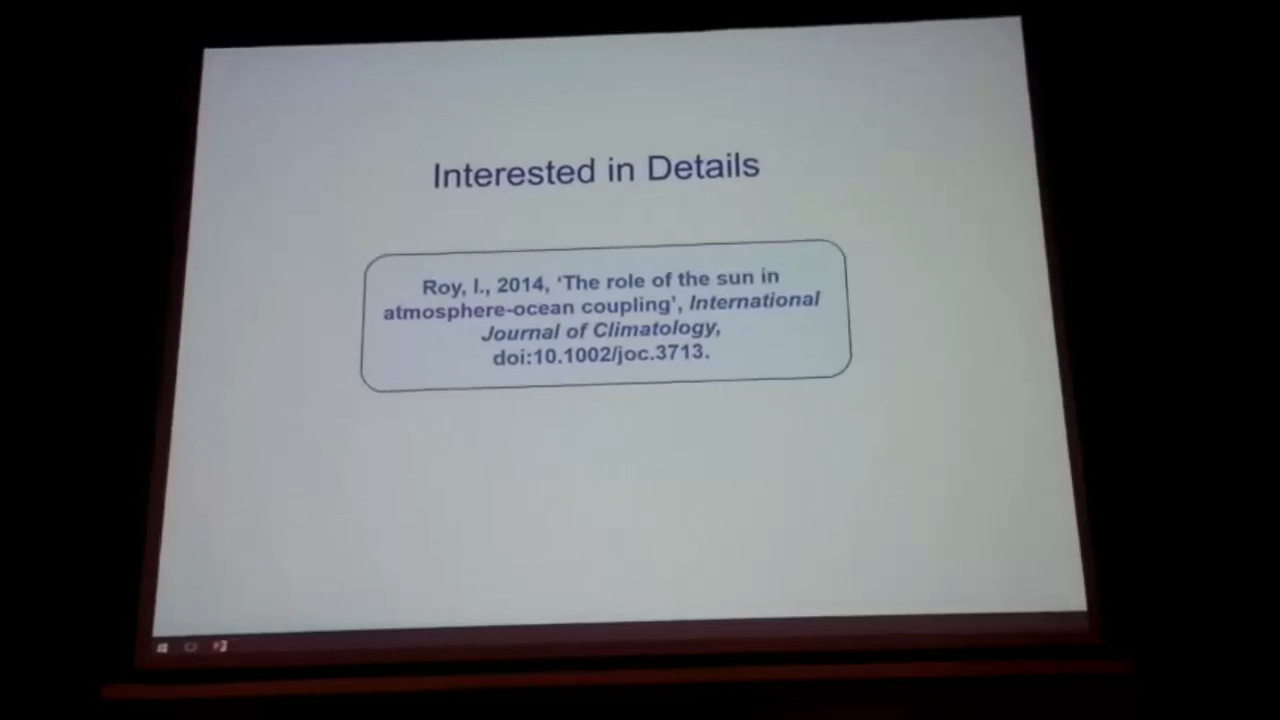 Interested in Details
Roy, I., 2014, ‘The role of the sun in
atmosphere-ocean coupling’, International
Journal of Climatology,
doi:10.1002/joc.3713.